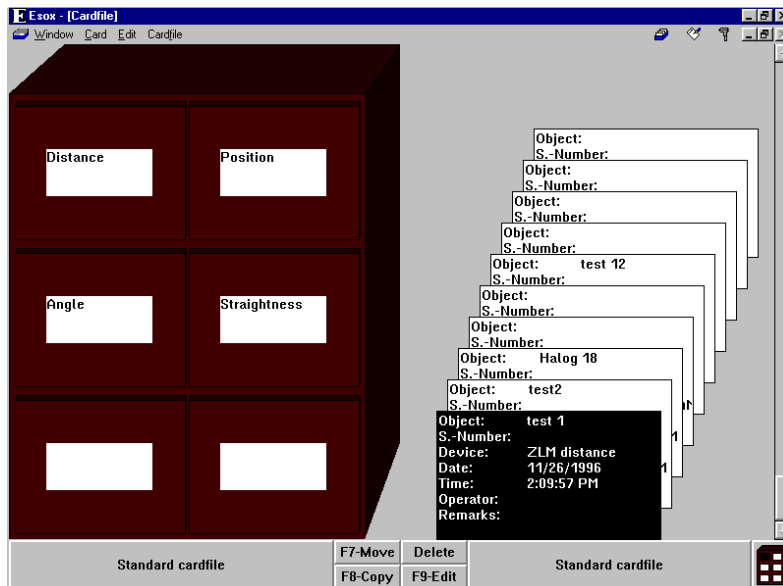 Esox - [Cardfile]
Window Card Edit Cardfile
Distance
Position
Angle
Straightness
Object:
S.-Number:
Object:
S.-Number:
Object:
S.-Number:
Object:
S.-Number:
Object: test 12
S.-Number:
Object:
S.-Number:
Object:
S.-Number:
Object: Halog 18
S.-Number:
Object: test2
S.-Number:
Object: test 1
S.-Number:
Device: ZLM distance
Date: 11/26/1996
Time: 2:09:57 PM
Operator:
Remarks:
Standard cardfile
F7-Move
Delete
F8-Copy
F9-Edit
Standard cardfile